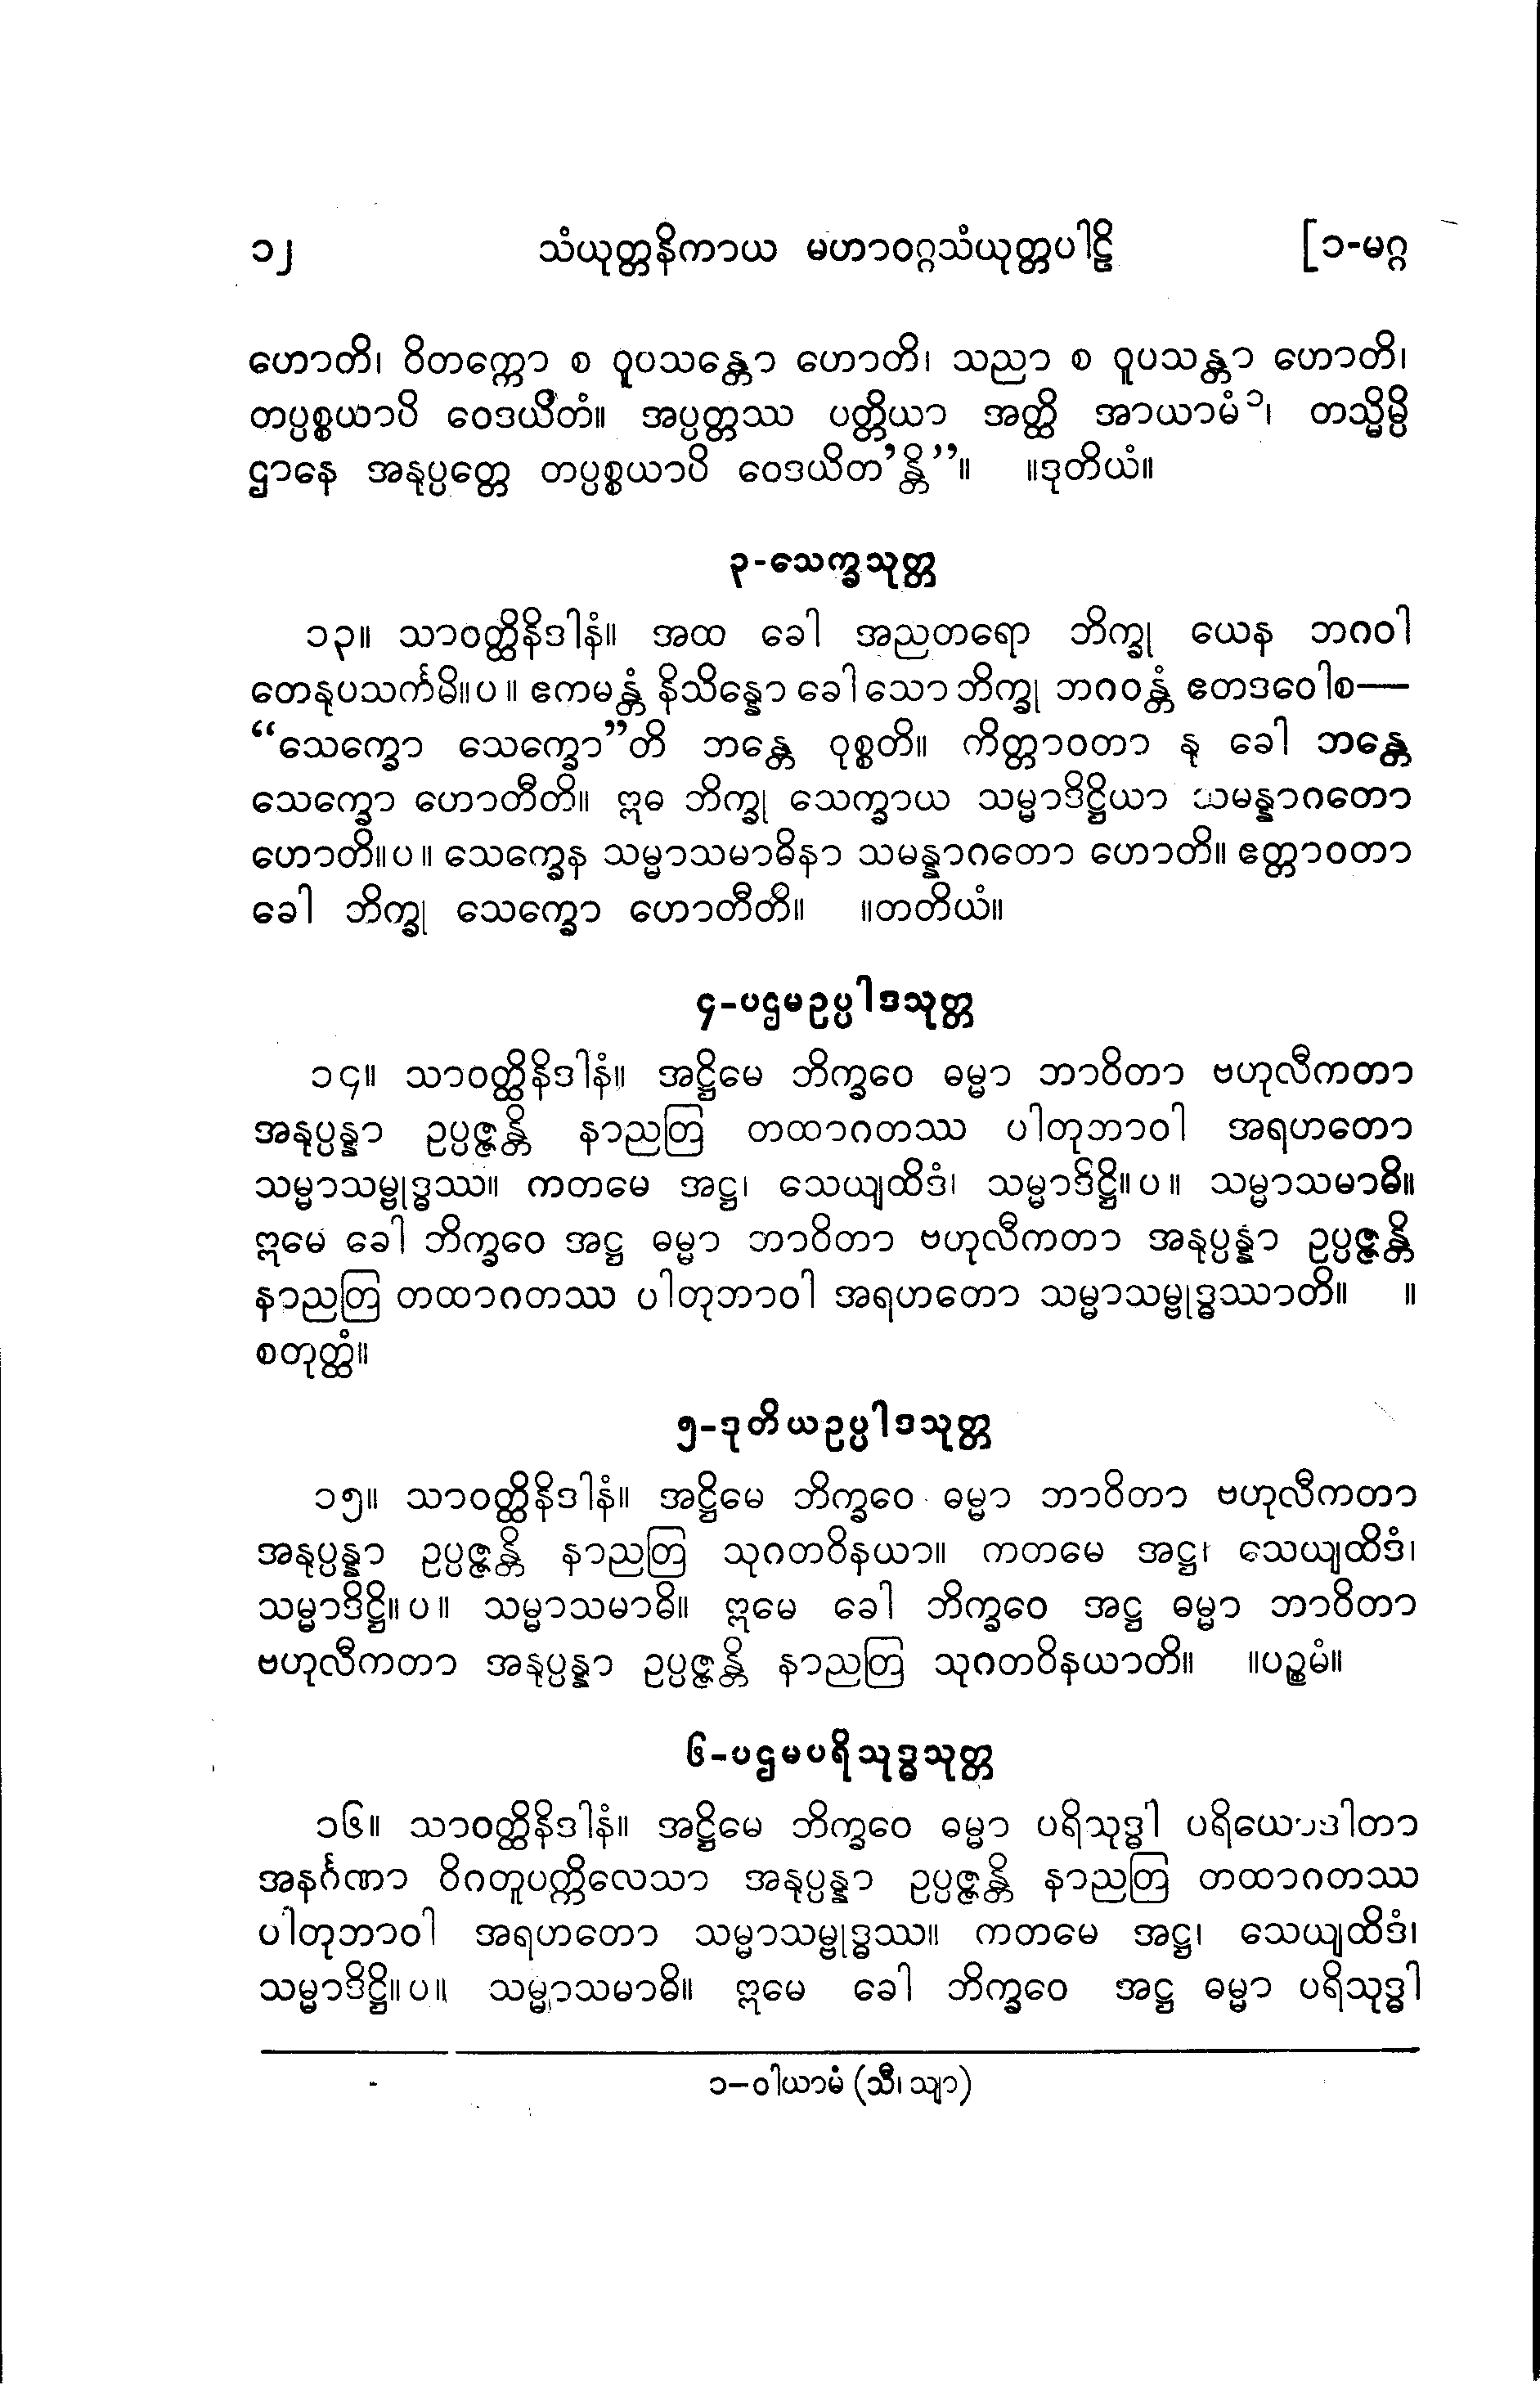 ၁၂ သံယုတ္တနိကာယ မဟာဝဂ္ဂသံယုတ္တပါဠိ [၁-မဂ္ဂ
ဟောတိ၊ ဝိတက္ကော စ ဝူပသန္တော ဟောတိ၊ သညာ စ ဝူပသန္တာ ဟောတိ၊
တပ္ပစ္စယာပိ ဝေဒယိတံ။ အပ္ပတ္တဿ ပတ္တိယာ အတ္ထိ အာယာမံ၁၊ တသ္မိမ္ပိ
ဌာနေ အနုပ္ပတ္တေ တပ္ပစ္စယာပိ ဝေဒယိတ’န္တိ”။ ။ဒုတိယံ။
၃-သေက္ခသုတ္တ
၁၃။ သာဝတ္ထိနိဒါနံ။ အထ ခေါ အညတရော ဘိက္ခု ယေန ဘဂဝါ
တေနုပသင်္ကမိ။ပ။ ဧကမန္တံ နိသိန္နော ခေါ သော ဘိက္ခု ဘဂဝန္တံ ဧတဒဝေါစ—
“သေက္ခော သေက္ခော”တိ ဘန္တေ ဝုစ္စတိ။ ကိတ္တာဝတာ နု ခေါ ဘန္တေ
သေက္ခော ဟောတီတိ။ ဣဓ ဘိက္ခု သေက္ခာယ သမ္မာဒိဋ္ဌိယာ သမန္နာဂတော
ဟောတိ။ပ။ သေက္ခေန သမ္မာသမာဓိနာ သမန္နာဂတော ဟောတိ။ ဧတ္တာဝတာ
ခေါ ဘိက္ခု သေက္ခော ဟောတီတိ။ ။တတိယံ။
၄-ပဌမဥပ္ပါဒသုတ္တ
၁၄။ သာဝတ္ထိနိဒါနံ။ အဋ္ဌိမေ ဘိက္ခဝေ ဓမ္မာ ဘာဝိတာ ဗဟုလီကတာ
အနုပ္ပန္နာ ဥပ္ပဇ္ဇန္တိ နာညတြ တထာဂတဿ ပါတုဘာဝါ အရဟတော
သမ္မာသမ္ဗုဒ္ဓဿ။ ကတမေ အဋ္ဌ၊ သေယျထိဒံ၊ သမ္မာဒိဋ္ဌိ။ပ။ သမ္မာသမာဓိ။
ဣမေ ခေါ ဘိက္ခဝေ အဋ္ဌ ဓမ္မာ ဘာဝိတာ ဗဟုလီကတာ အနုပ္ပန္နာ ဥပ္ပဇ္ဇန္တိ
နာညတြ တထာဂတဿ ပါတုဘာဝါ အရဟတော သမ္မာသမ္ဗုဒ္ဓဿာတိ။ ။
စတုတ္ထံ။
၅-ဒုတိယဥပ္ပါဒသုတ္တ
၁၅။ သာဝတ္ထိနိဒါနံ။ အဋ္ဌိမေ ဘိက္ခဝေ ဓမ္မာ ဘာဝိတာ ဗဟုလီကတာ
အနုပ္ပန္နာ ဥပ္ပဇ္ဇန္တိ နာညတြ သုဂတဝိနယာ။ ကတမေ အဋ္ဌ၊ သေယျထိဒံ၊
သမ္မာဒိဋ္ဌိ။ပ။ သမ္မာသမာဓိ။ ဣမေ ခေါ ဘိက္ခဝေ အဋ္ဌ ဓမ္မာ ဘာဝိတာ
ဗဟုလီကတာ အနုပ္ပန္နာ ဥပ္ပဇ္ဇန္တိ နာညတြ သုဂတဝိနယာတိ။ ။ပဉ္စမံ။
၆-ပဌမပရိသုဒ္ဓသုတ္တ
၁၆။ သာဝတ္ထိနိဒါနံ။ အဋ္ဌိမေ ဘိက္ခဝေ ဓမ္မာ ပရိသုဒ္ဓါ ပရိယောဒါတာ
အနင်္ဂဏာ ဝိဂတူပက္ကိလေသာ အနုပ္ပန္နာ ဥပ္ပဇ္ဇန္တိ နာညတြ တထာဂတဿ
ပါတုဘာဝါ အရဟတော သမ္မာသမ္ဗုဒ္ဓဿ။ ကတမေ အဋ္ဌ၊ သေယျထိဒံ၊
သမ္မာဒိဋ္ဌိ။ပ။ သမ္မာသမာဓိ။ ဣမေ ခေါ ဘိက္ခဝေ အဋ္ဌ ဓမ္မာ ပရိသုဒ္ဓါ
၁—ဝါယာမံ (သီ၊ သျာ)